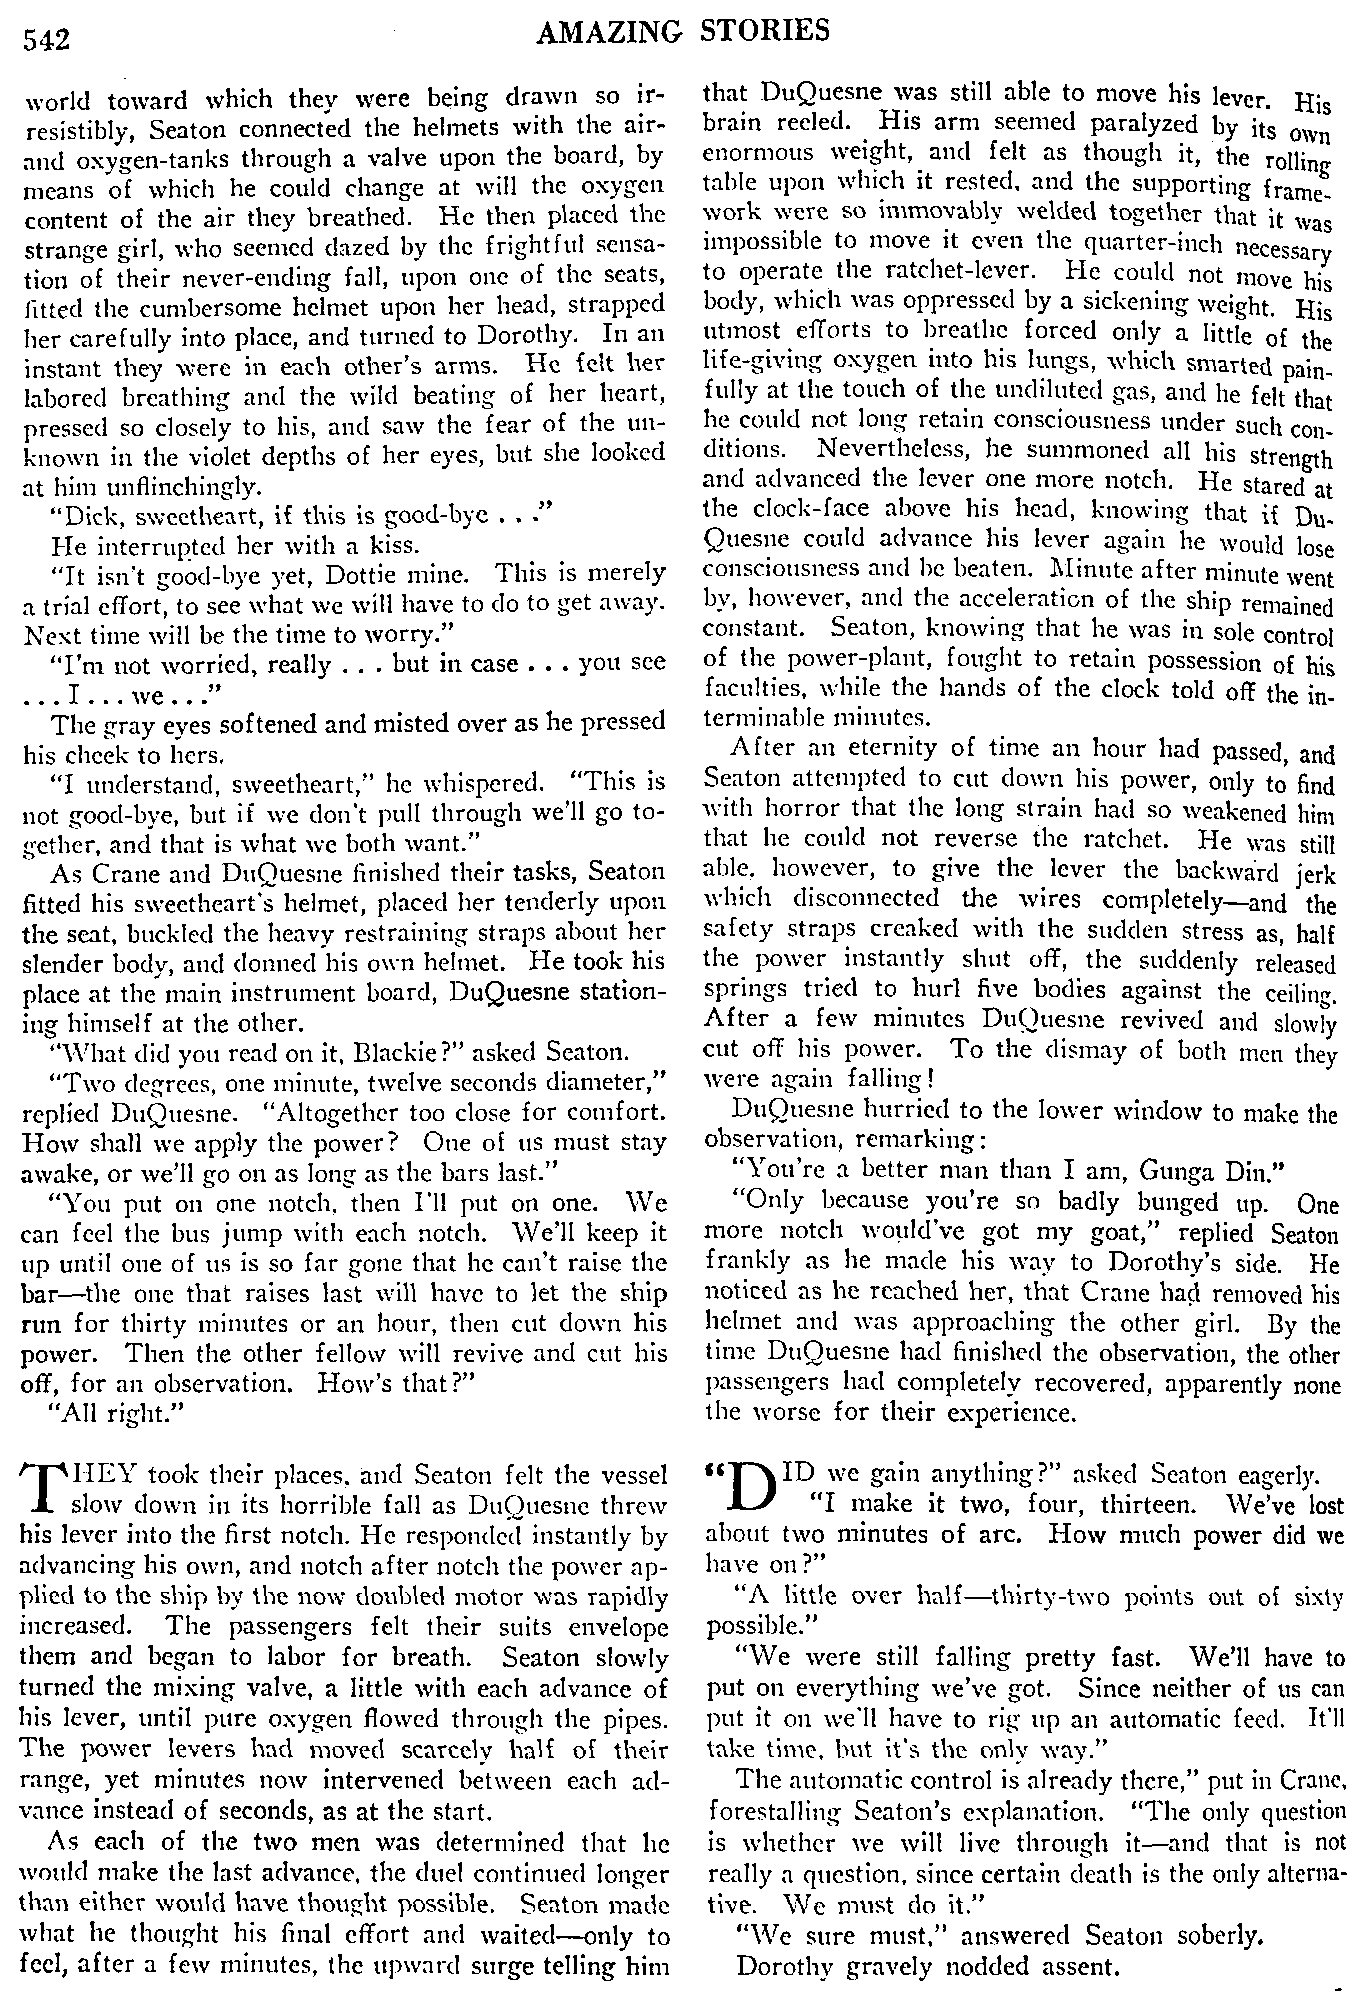 542
AMAZING STORIES
world toward which they were being drawn so ir-
resistibly, Seaton connected the helmets with the air-
and oxygen-tanks through a valve upon the board, by
means of which he could change at will the oxygen
content of the air they breathed. He then placed the
strange girl, who seemed dazed by the frightful sensa-
tion of their never-ending fall, upon one of the seats,
fitted the cumbersome helmet upon her head, strapped
her carefully into place, and turned to Dorothy. In an
instant they were in each other's arms. He felt her
labored breathing and the wild beating of her heart,
pressed so closely to his, and saw the fear of the un-
known in the violet depths of her eyes, but she looked
at him unflinchingly.
"Dick, sweetheart, if this is good-bye . . ."
He interrupted her with a kiss.
"It isn't good-bye yet, Dottie mine. This is merely
a trial effort, to see what we will have to do to get away.
Next time will be the time to worry."
"I'm not worried, really . . . but in case . . . you see
. . . I . . . we . . ."
The gray eyes softened and misted over as he pressed
his cheek to hers.
"I understand, sweetheart," he whispered. "This is
not good-bye, but if we don't pull through we'll go to-
gether, and that is what we both want."
As Crane and DuQuesne finished their tasks, Seaton
fitted his sweetheart's helmet, placed her tenderly upon
the seat, buckled the heavy restraining straps about her
slender body, and donned his own helmet. He took his
place at the main instrument board, DuQuesne station-
ing himself at the other.
"What did you read on it, Blackie?" asked Seaton.
"Two degrees, one minute, twelve seconds diameter,"
replied DuQuesne. "Altogether too close for comfort.
How shall we apply the power? One of us must stay
awake, or we'll go on as long as the bars last."
"You put on one notch, then I'll put on one. We
can feel the bus jump with each notch. We'll keep it
up until one of us is so far gone that he can't raise the
bar—the one that raises last will have to let the ship
run for thirty minutes or an hour, then cut down his
power. Then the other fellow will revive and cut his
off, for an observation. How's that?"
"All right."
THEY took their places, and Seaton felt the vessel
slow down in its horrible fall as DuQuesne threw
his lever into the first notch. He responded instantly by
advancing his own, and notch after notch the power ap-
plied to the ship by the now doubled motor was rapidly
increased. The passengers felt their suits envelope
them and began to labor for breath. Seaton slowly
turned the mixing valve, a little with each advance of
his lever, until pure oxygen flowed through the pipes.
The power levers had moved scarcely half of their
range, yet minutes now intervened between each ad-
vance instead of seconds, as at the start.
As each of the two men was determined that he
would make the last advance, the duel continued longer
than either would have thought possible. Seaton made
what he thought his final effort and waited—only to
feel, after a few minutes, the upward surge telling him
that DuQuesne was still able to move his lever. His
brain reeled. His arm seemed paralyzed by its own
enormous weight, and felt as though it, the rolling
table upon which it rested, and the supporting frame-
work were so immovably welded together that it was
impossible to move it even the quarter-inch necessary
to operate the ratchet-lever. He could not move his
body, which was oppressed by a sickening weight. His
utmost efforts to breathe forced only a little of the
life-giving oxygen into his lungs, which smarted pain-
fully at the touch of the undiluted gas, and he felt that
he could not long retain consciousness under such con-
ditions. Nevertheless, he summoned all his strength
and advanced the lever one more notch. He stared at
the clock-face above his head, knowing that if Du-
Quesne could advance his lever again he would lose
consciousness and be beaten. Minute after minute went
by, however, and the acceleration of the ship remained
constant. Seaton, knowing that he was in sole control
of the power-plant, fought to retain possession of his
faculties, while the hands of the clock told off the in-
terminable minutes.
After an eternity of time an hour had passed, and
Seaton attempted to cut down his power, only to find
with horror that the long strain had so weakened him
that he could not reverse the ratchet. He was still
able, however, to give the lever the backward jerk
which disconnected the wires completely—and the
safety straps creaked with the sudden stress as, half
the power instantly shut off, the suddenly released
springs tried to hurl five bodies against the ceiling.
After a few minutes DuQuesne revived and slowly
cut off his power. To the dismay of both men they
were again falling!
DuQuesne hurried to the lower window to make the
observation, remarking:
"You're a better man than I am, Gunga Din."
"Only because you're so badly bunged up. One
more notch would've got my goat," replied Seaton
frankly as he made his way to Dorothy's side. He
noticed as he reached her, that Crane had removed his
helmet and was approaching the other girl. By the
time DuQuesne had finished the observation, the other
passengers had completely recovered, apparently none
the worse for their experience.
"DID we gain anything?" asked Seaton eagerly.
"I make it two, four, thirteen. We've lost
about two minutes of arc. How much power did we
have on?"
"A little over half—thirty-two points out of sixty
possible."
"We were still falling pretty fast. We'll have to
put on everything we've got. Since neither of us can
put it on we'll have to rig up an automatic feed. It'll
take time, but it's the only way."
The automatic control is already there," put in Crane,
forestalling Seaton's explanation. "The only question
is whether we will live through it—and that is not
really a question, since certain death is the only alterna-
tive. We must do it."
"We sure must," answered Seaton soberly.
Dorothy gravely nodded assent.